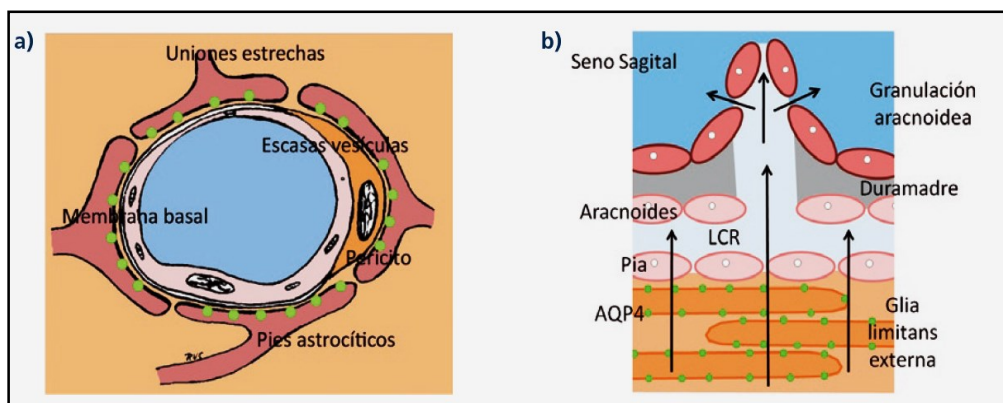 a)
Uniones estrechas
Escasas vesículas
Membrana basal
Pericito
Pies astrocíticos
b)
Seno Sagital
Granulación
aracnoidea
Duramadre
Aracnoides
LCR
Pia
AQP4
Glia
limitans
externa